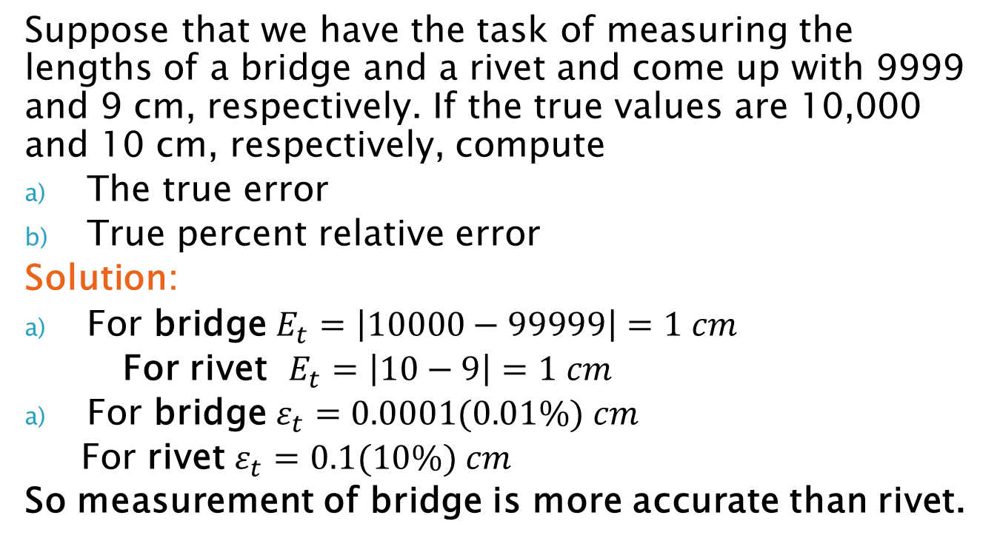 Suppose that we have the task of measuring the
lengths of a bridge and a rivet and come up with 9999
and 9 cm, respectively. If the true values are 10,000
and 10 cm, respectively, compute
a) The true error
b) True percent relative error
Solution:
a) For bridge Eₜ = |10000 − 99999| = 1 cm
For rivet Eₜ = |10 − 9| = 1 cm
a) For bridge εₜ = 0.0001(0.01%) cm
For rivet εₜ = 0.1(10%) cm
So measurement of bridge is more accurate than rivet.